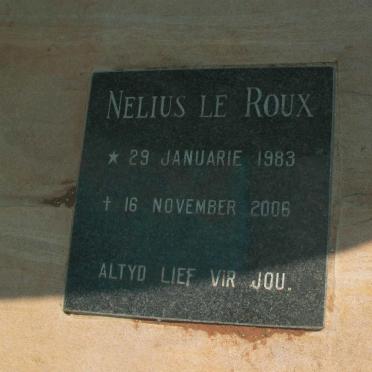 NELIUS LE ROUX
★ 29 JANUARIE 1983
† 16 NOVEMBER 2006
ALTYD LIEF VIR JOU.